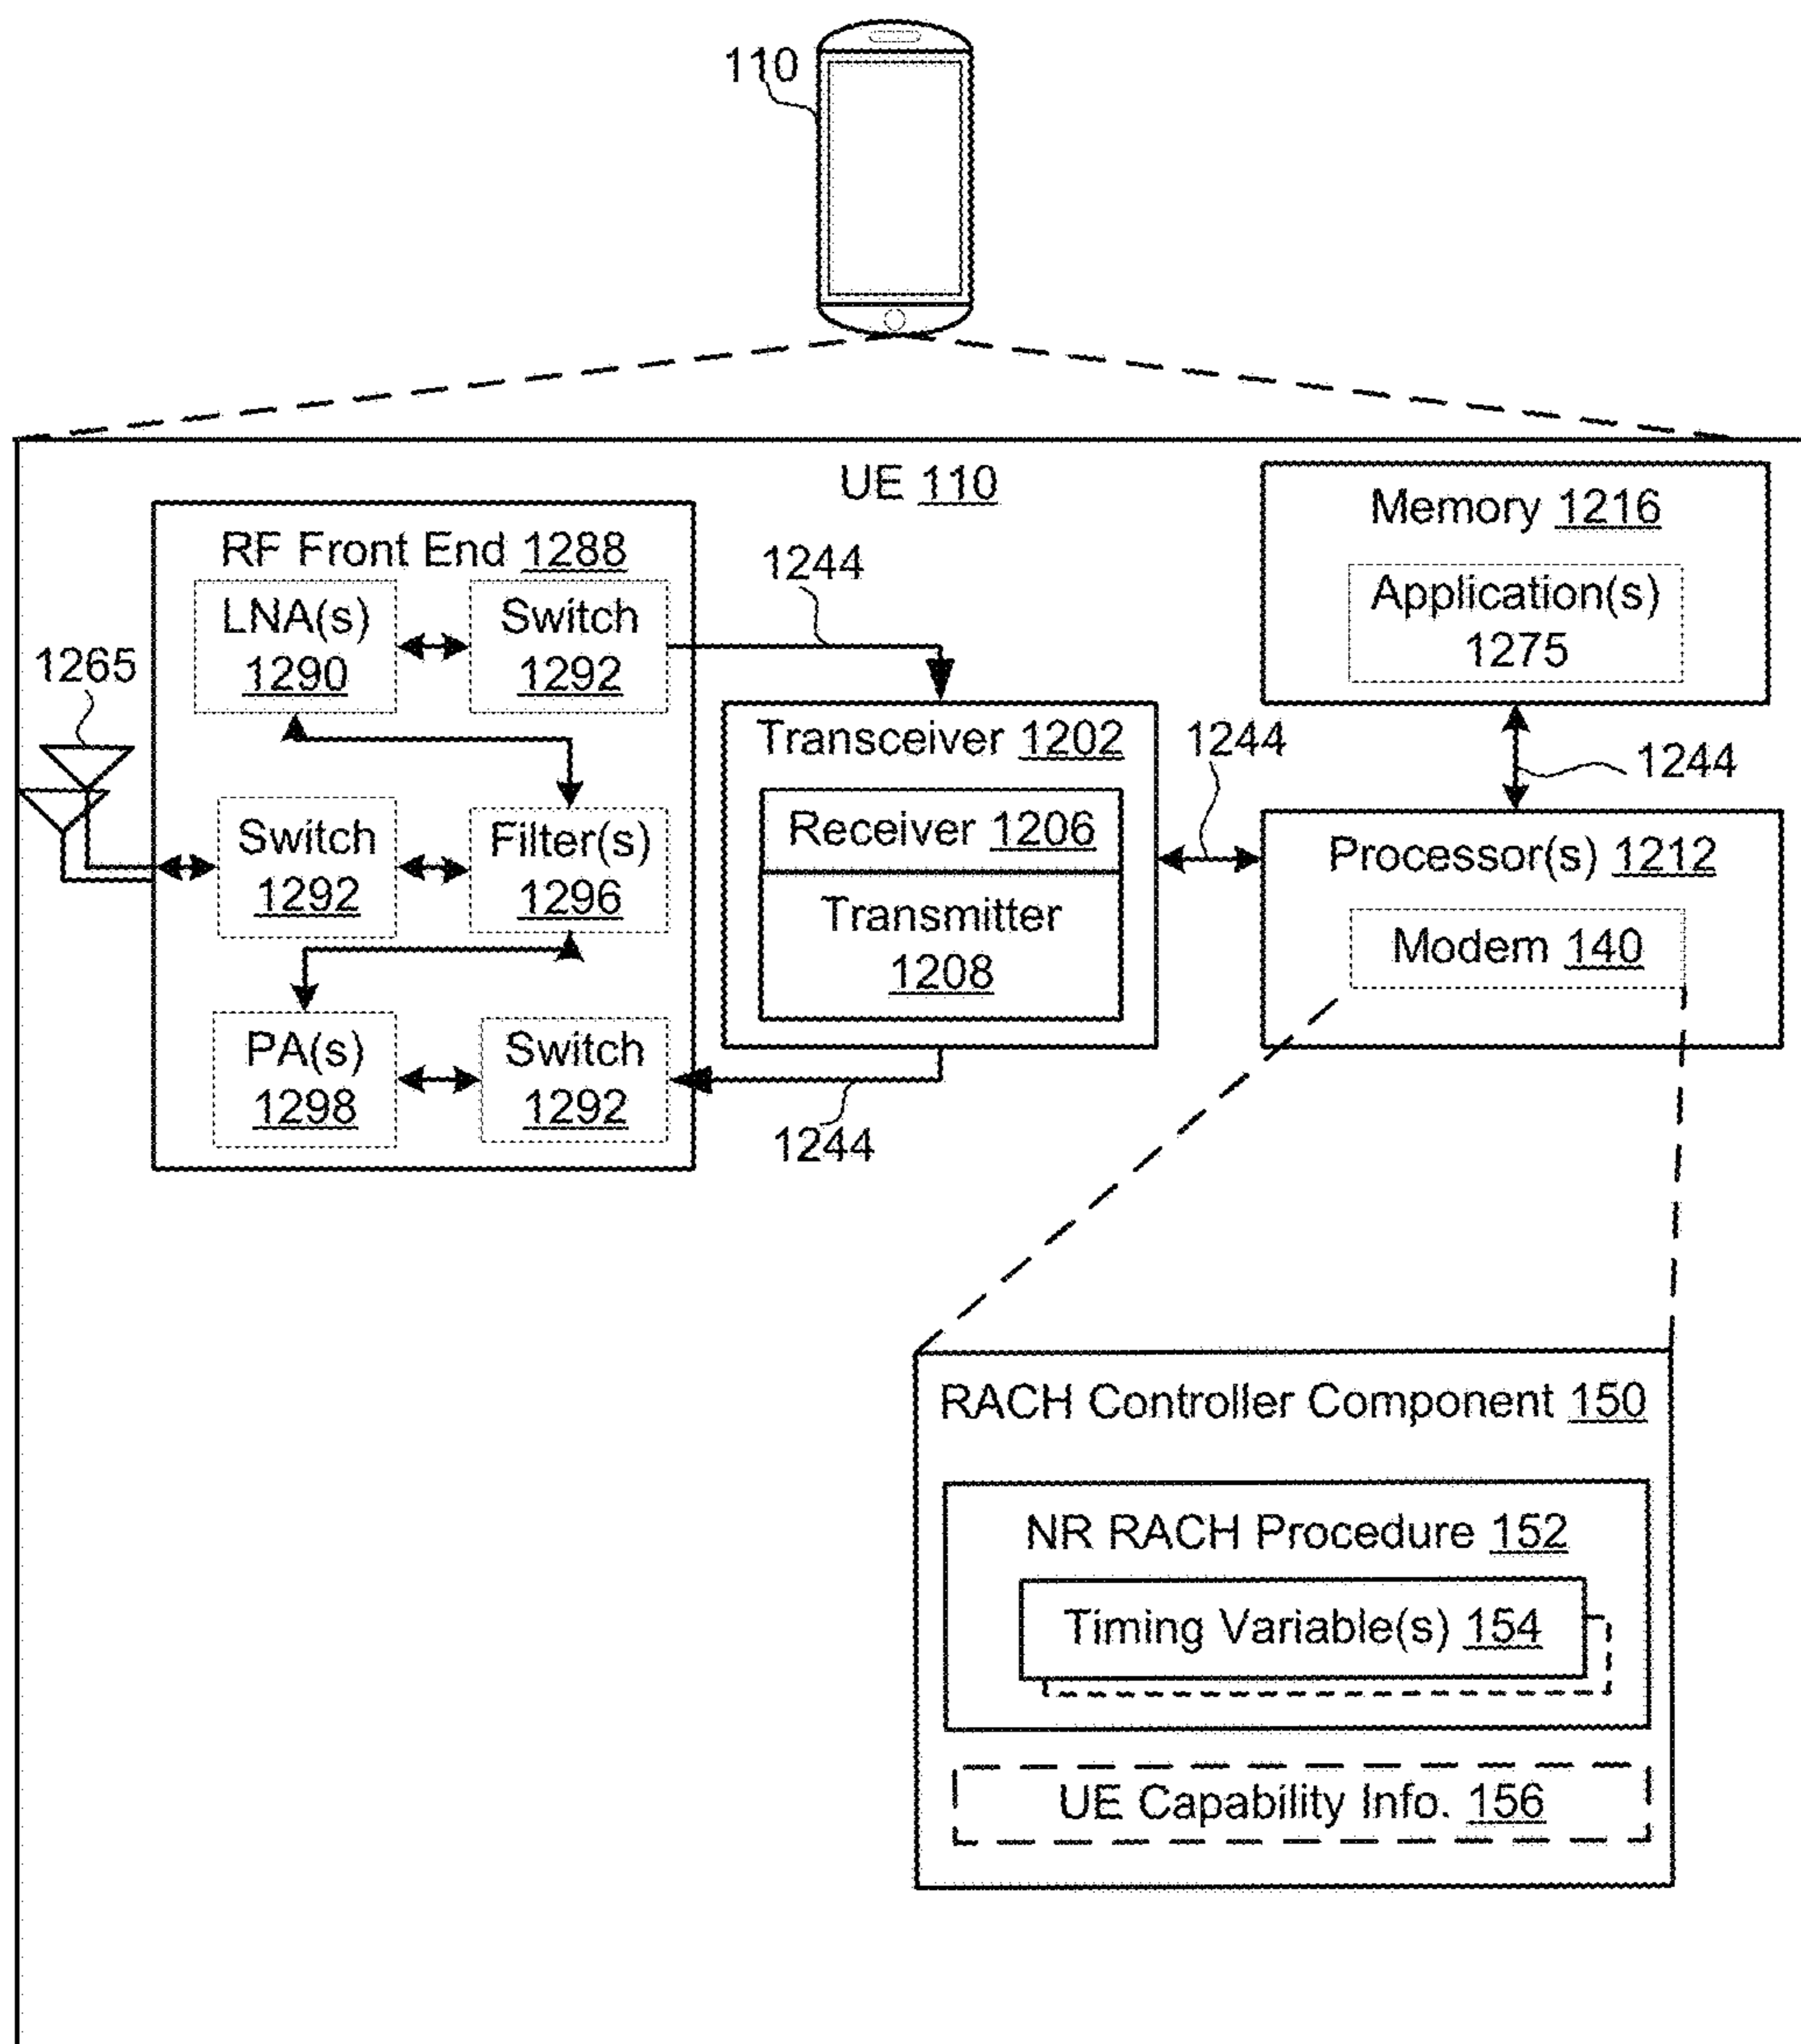 110
UE 110
RF Front End 1288
LNA(s)
1290
Switch
1292
1244
1265
Switch
1292
Filter(s)
1296
PA(s)
1298
Switch
1292
1244
Transceiver 1202
Receiver 1206
Transmitter
1208
1244
Memory 1216
Application(s)
1275
1244
Processor(s) 1212
Modem 140
RACH Controller Component 150
NR RACH Procedure 152
Timing Variable(s) 154
UE Capability Info. 156